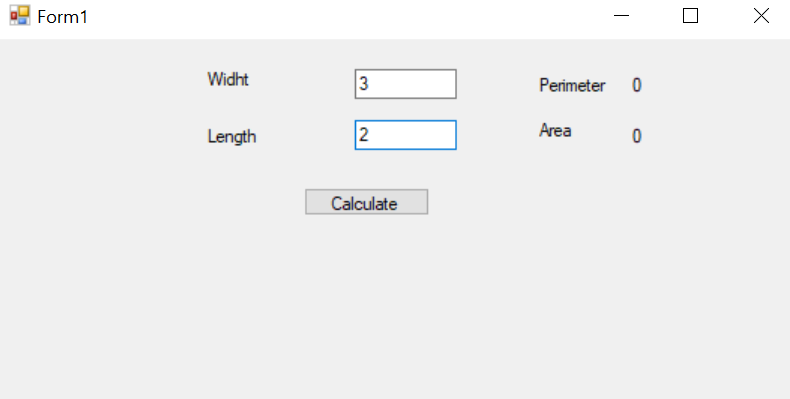 Form1
Widht 3 Perimeter 0
Length 2 Area 0
Calculate